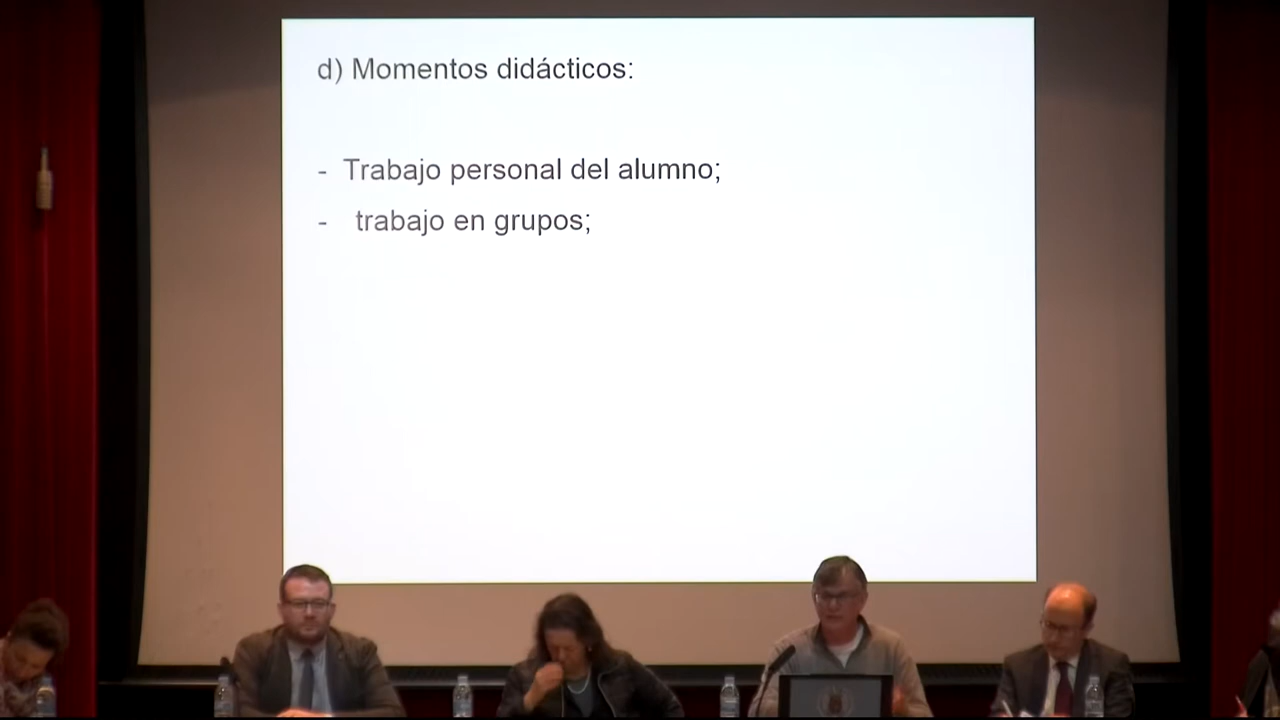 d) Momentos didácticos:
- Trabajo personal del alumno;
- trabajo en grupos;